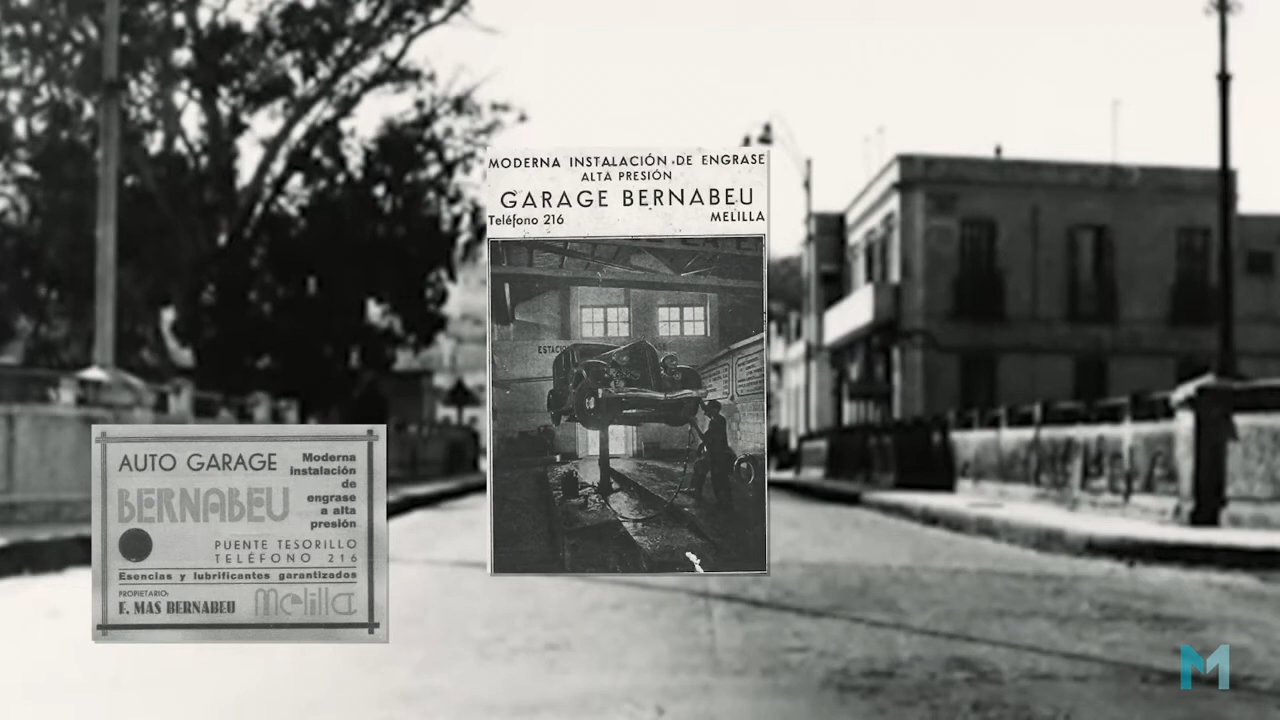 MODERNA INSTALACIÓN DE ENGRASE
ALTA PRESIÓN
GARAGE BERNABEU
Teléfono 216 MELILLA
ESTACIO
AUTO GARAGE
BERNABEU
Moderna
instalación
de
engrase
a alta
presión
PUENTE TESORILLO
TELÉFONO 216
Esencias y lubrificantes garantizados
PROPIETARIO:
F. MAS BERNABEU
Melilla
M